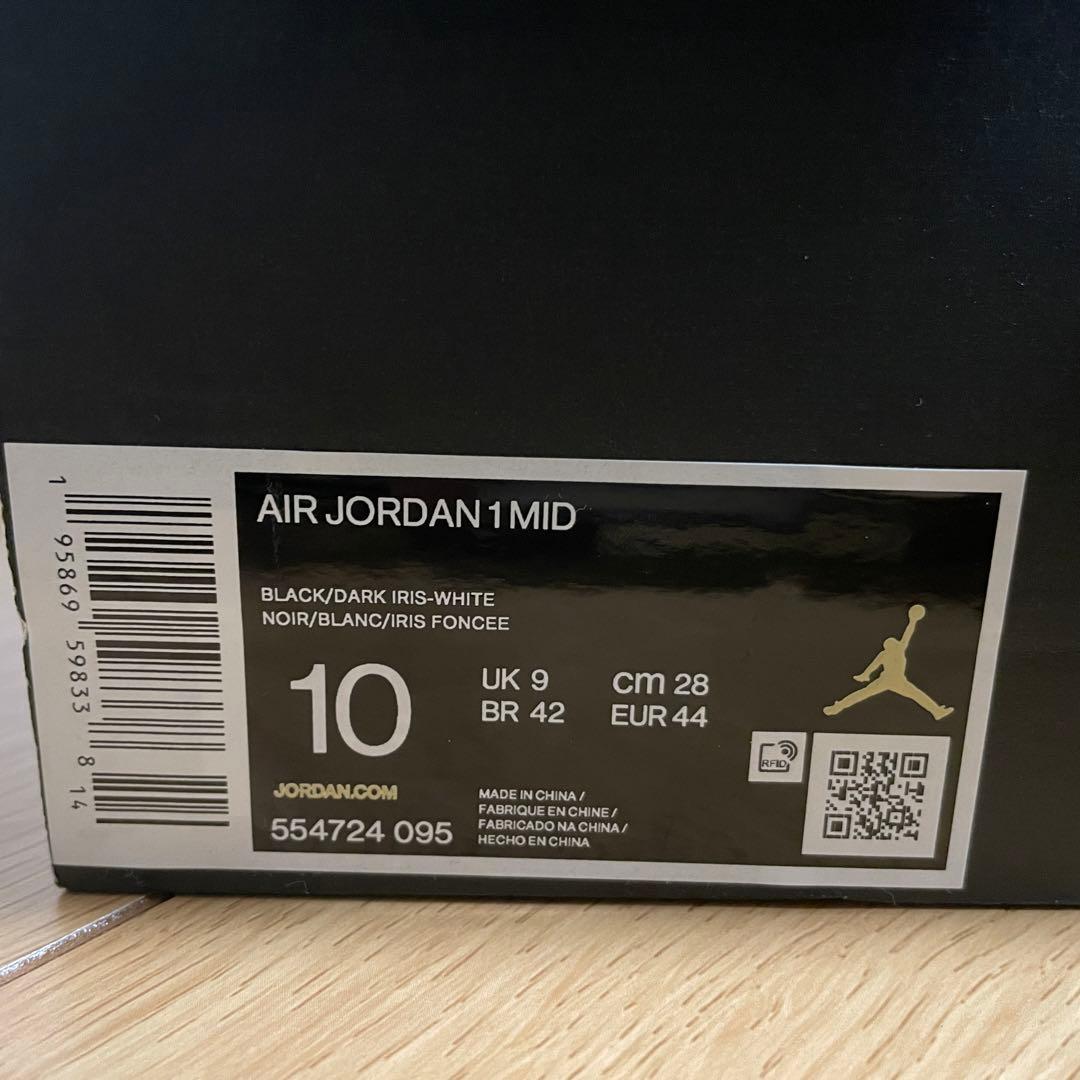 AIR JORDAN 1 MID
BLACK/DARK IRIS-WHITE
NOIR/BLANC/IRIS FONCEE
10
UK 9
cm 28
BR 42
EUR 44
JORDAN.COM
554724 095
MADE IN CHINA /
FABRIQUE EN CHINE /
FABRICADO NA CHINA /
HECHO EN CHINA
RFID
1 95869 59833 8 14